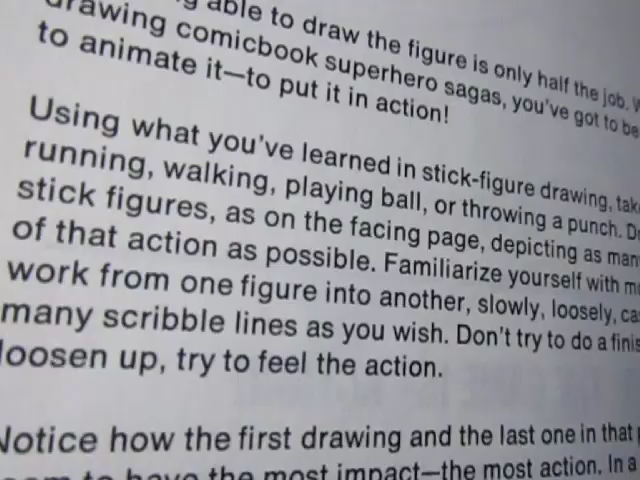 able to draw the figure is only half the job.
drawing comicbook superhero sagas, you've got to be
to animate it—to put it in action!
Using what you've learned in stick-figure drawing,
running, walking, playing ball, or throwing a punch.
stick figures, as on the facing page, depicting as
of that action as possible. Familiarize yourself with
work from one figure into another, slowly, loosely,
many scribble lines as you wish. Don't try to do a
loosen up, try to feel the action.
Notice how the first drawing and the last one in that
to have the most impact—the most action. In a